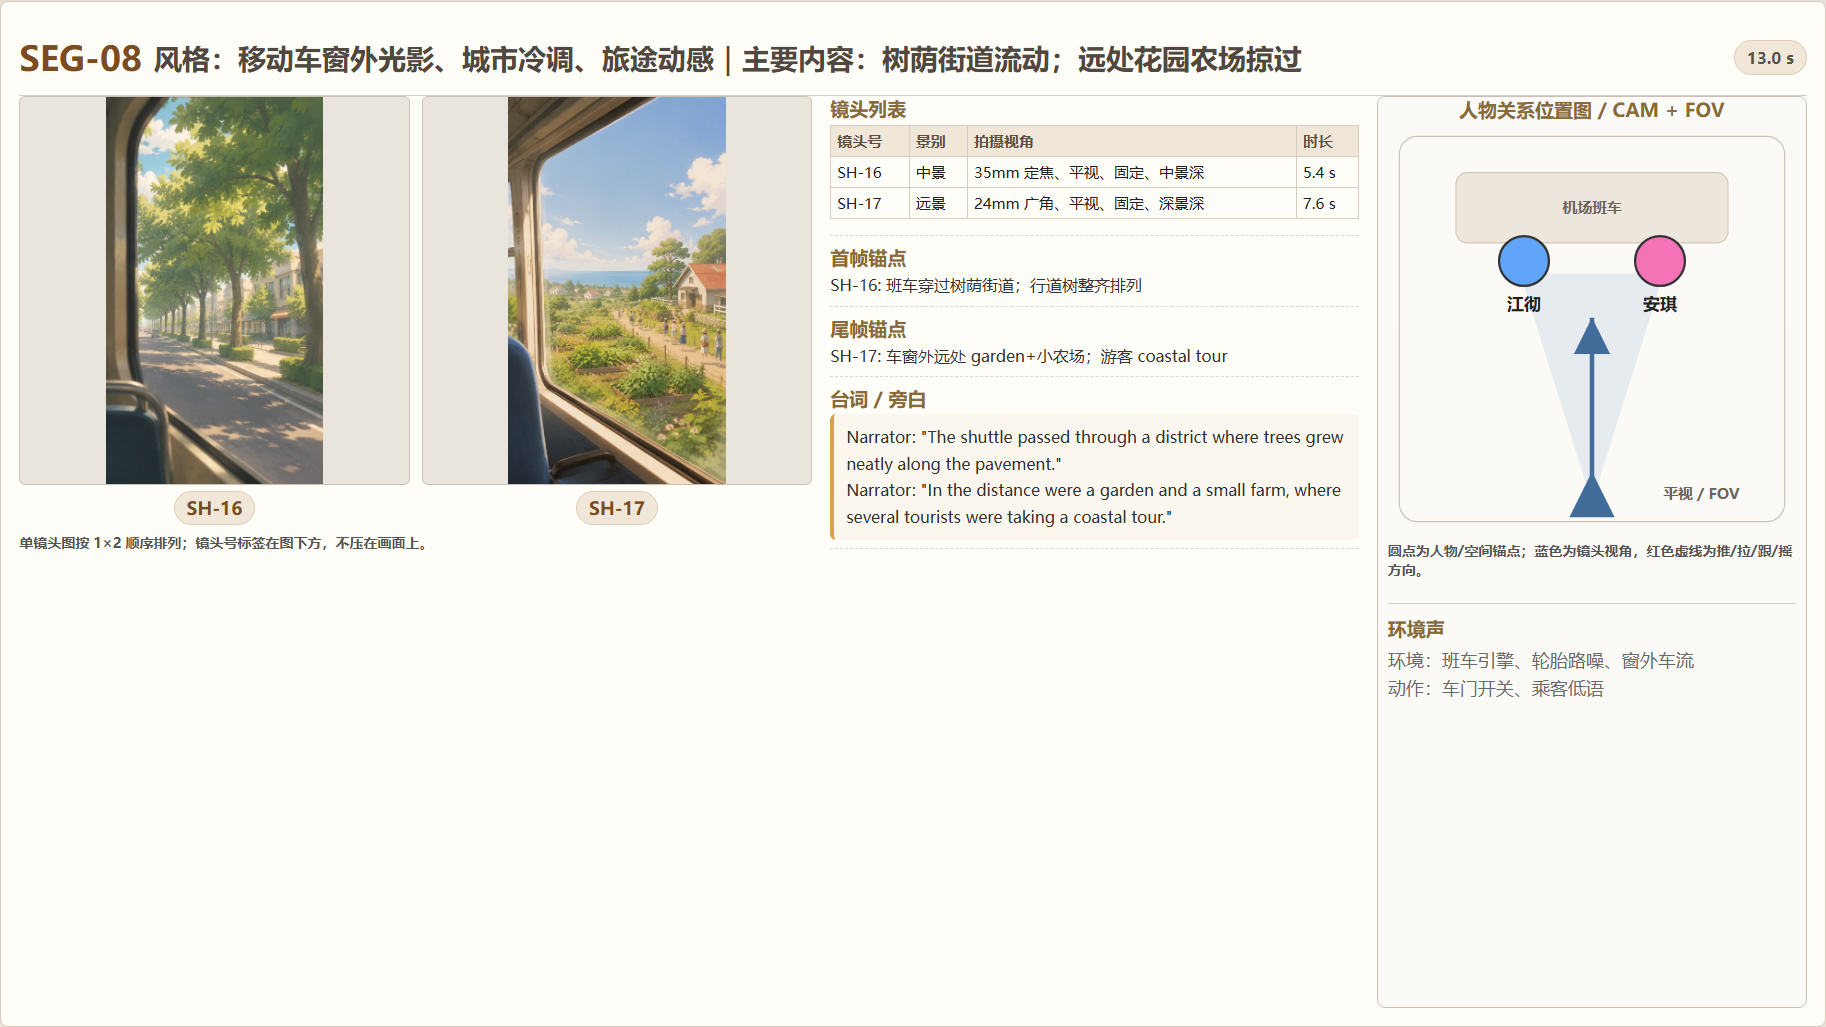 SEG-08 风格：移动车窗外光影、城市冷调、旅途动感 | 主要内容：树荫街道流动；远处花园农场掠过
13.0 s
SH-16
SH-17
单镜头图按 1×2 顺序排列；镜头号标签在图下方，不压在画面上。
镜头列表
镜头号 景别 拍摄视角 时长
SH-16 中景 35mm 定焦、平视、固定、中景深 5.4 s
SH-17 远景 24mm 广角、平视、固定、深景深 7.6 s
首帧锚点
SH-16: 班车穿过树荫街道；行道树整齐排列
尾帧锚点
SH-17: 车窗外远处 garden+小农场；游客 coastal tour
台词 / 旁白
Narrator: "The shuttle passed through a district where trees grew
neatly along the pavement."
Narrator: "In the distance were a garden and a small farm, where
several tourists were taking a coastal tour."
人物关系位置图 / CAM + FOV
机场班车
江彻
安琪
平视 / FOV
圆点为人物/空间锚点；蓝色为镜头视角，红色虚线为推/拉/跟/摇
方向。
环境声
环境：班车引擎、轮胎路噪、窗外车流
动作：车门开关、乘客低语